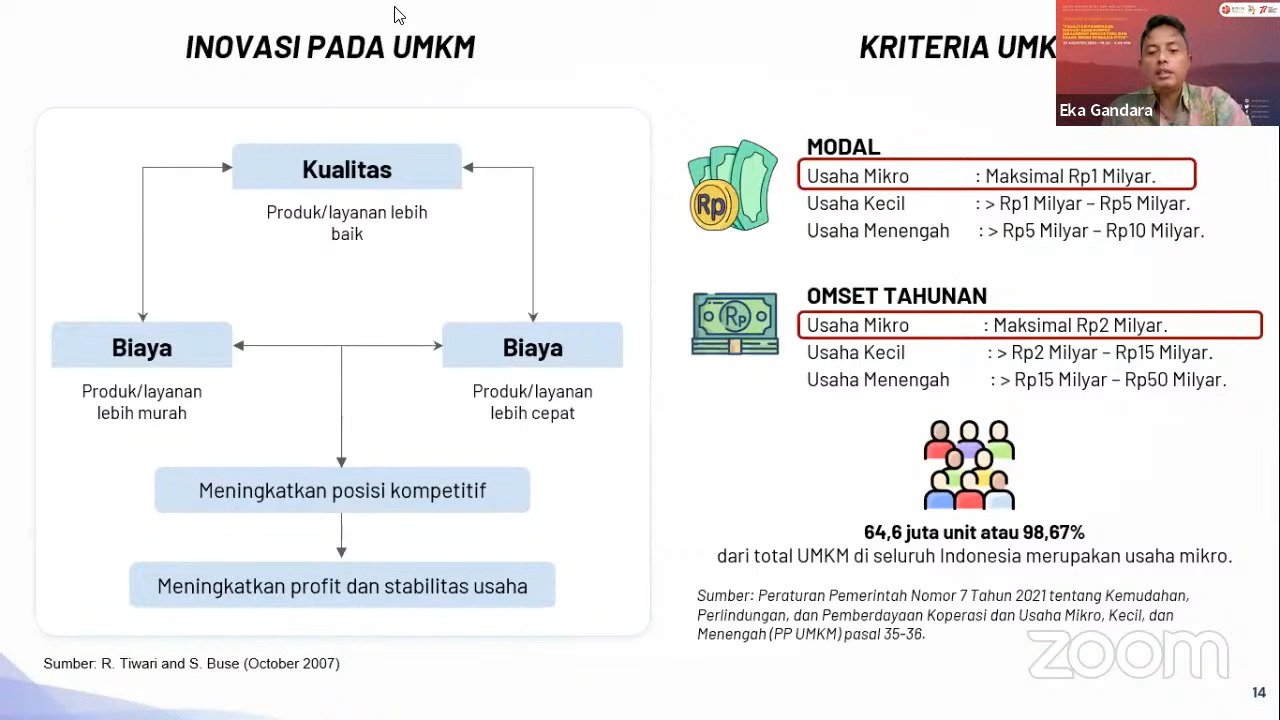 INOVASI PADA UMKM
Kualitas
Produk/layanan lebih
baik
Biaya
Produk/layanan
lebih murah
Biaya
Produk/layanan
lebih cepat
Meningkatkan posisi kompetitif
Meningkatkan profit dan stabilitas usaha
Sumber: R. Tiwari and S. Buse (October 2007)
KRITERIA UMK
Eka Gandara
MODAL
Usaha Mikro : Maksimal Rp1 Milyar.
Usaha Kecil : > Rp1 Milyar – Rp5 Milyar.
Usaha Menengah : > Rp5 Milyar – Rp10 Milyar.
Rp
OMSET TAHUNAN
Usaha Mikro : Maksimal Rp2 Milyar.
Usaha Kecil : > Rp2 Milyar – Rp15 Milyar.
Usaha Menengah : > Rp15 Milyar – Rp50 Milyar.
Rp
64,6 juta unit atau 98,67%
dari total UMKM di seluruh Indonesia merupakan usaha mikro.
Sumber: Peraturan Pemerintah Nomor 7 Tahun 2021 tentang Kemudahan,
Perlindungan, dan Pemberdayaan Koperasi dan Usaha Mikro, Kecil, dan
Menengah (PP UMKM) pasal 35-36.
zoom
14